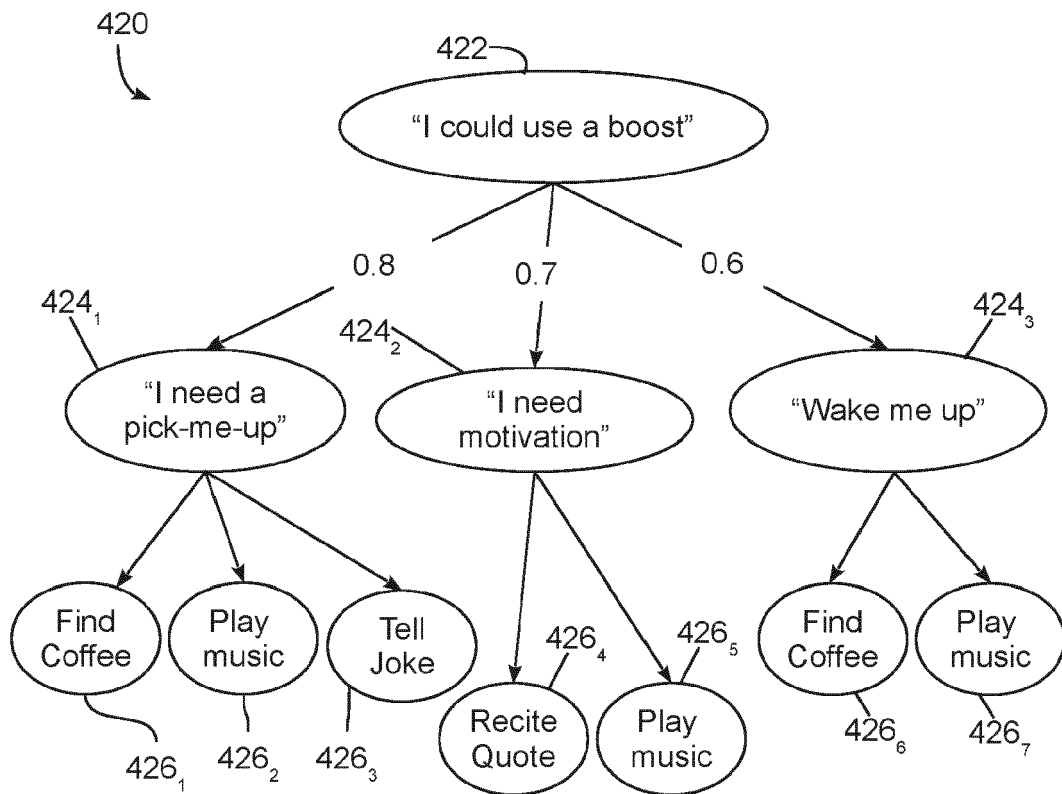 420
422
“I could use a boost”
0.8
0.7
0.6
424₁
424₂
424₃
“I need a
pick-me-up”
“I need
motivation”
“Wake me up”
Find
Coffee
Play
music
Tell
Joke
426₄
426₅
Recite
Quote
Play
music
Find
Coffee
Play
music
426₁
426₂
426₃
426₆
426₇